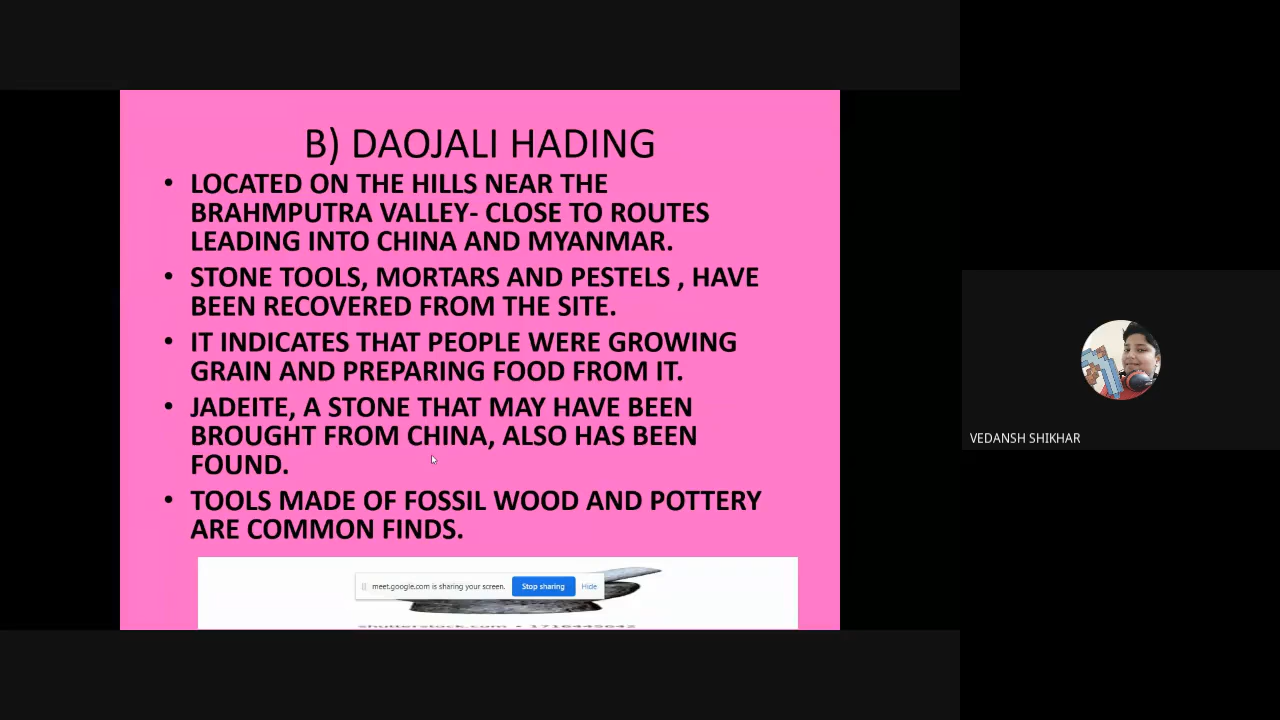 B) DAOJALI HADING
• LOCATED ON THE HILLS NEAR THE
BRAHMPUTRA VALLEY- CLOSE TO ROUTES
LEADING INTO CHINA AND MYANMAR.
• STONE TOOLS, MORTARS AND PESTELS , HAVE
BEEN RECOVERED FROM THE SITE.
• IT INDICATES THAT PEOPLE WERE GROWING
GRAIN AND PREPARING FOOD FROM IT.
• JADEITE, A STONE THAT MAY HAVE BEEN
BROUGHT FROM CHINA, ALSO HAS BEEN
FOUND.
• TOOLS MADE OF FOSSIL WOOD AND POTTERY
ARE COMMON FINDS.
meet.google.com is sharing your screen. Stop sharing Hide
shutterstock.com • 1716445642
VEDANSH SHIKHAR